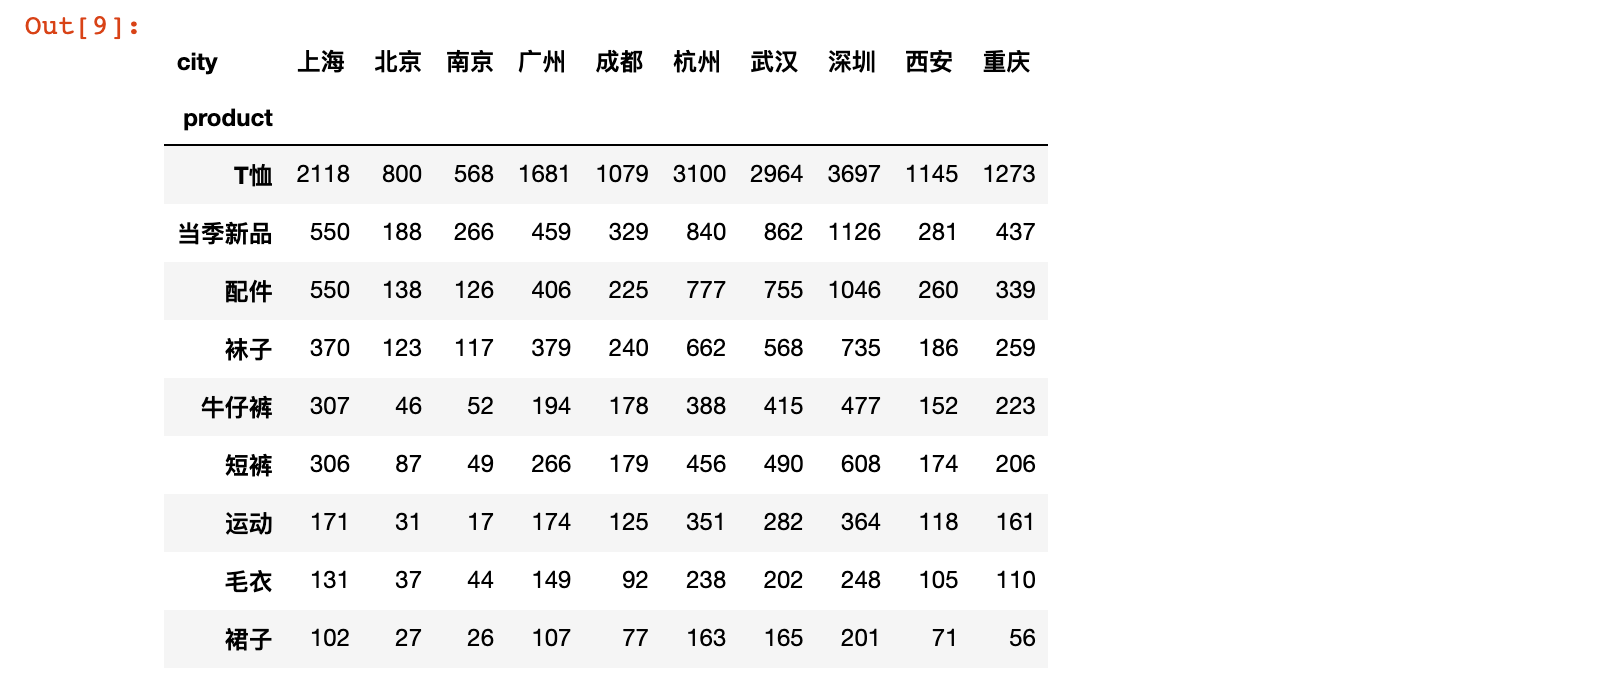 Out[9]:
city 上海 北京 南京 广州 成都 杭州 武汉 深圳 西安 重庆
product
T恤 2118 800 568 1681 1079 3100 2964 3697 1145 1273
当季新品 550 188 266 459 329 840 862 1126 281 437
配件 550 138 126 406 225 777 755 1046 260 339
袜子 370 123 117 379 240 662 568 735 186 259
牛仔裤 307 46 52 194 178 388 415 477 152 223
短裤 306 87 49 266 179 456 490 608 174 206
运动 171 31 17 174 125 351 282 364 118 161
毛衣 131 37 44 149 92 238 202 248 105 110
裙子 102 27 26 107 77 163 165 201 71 56